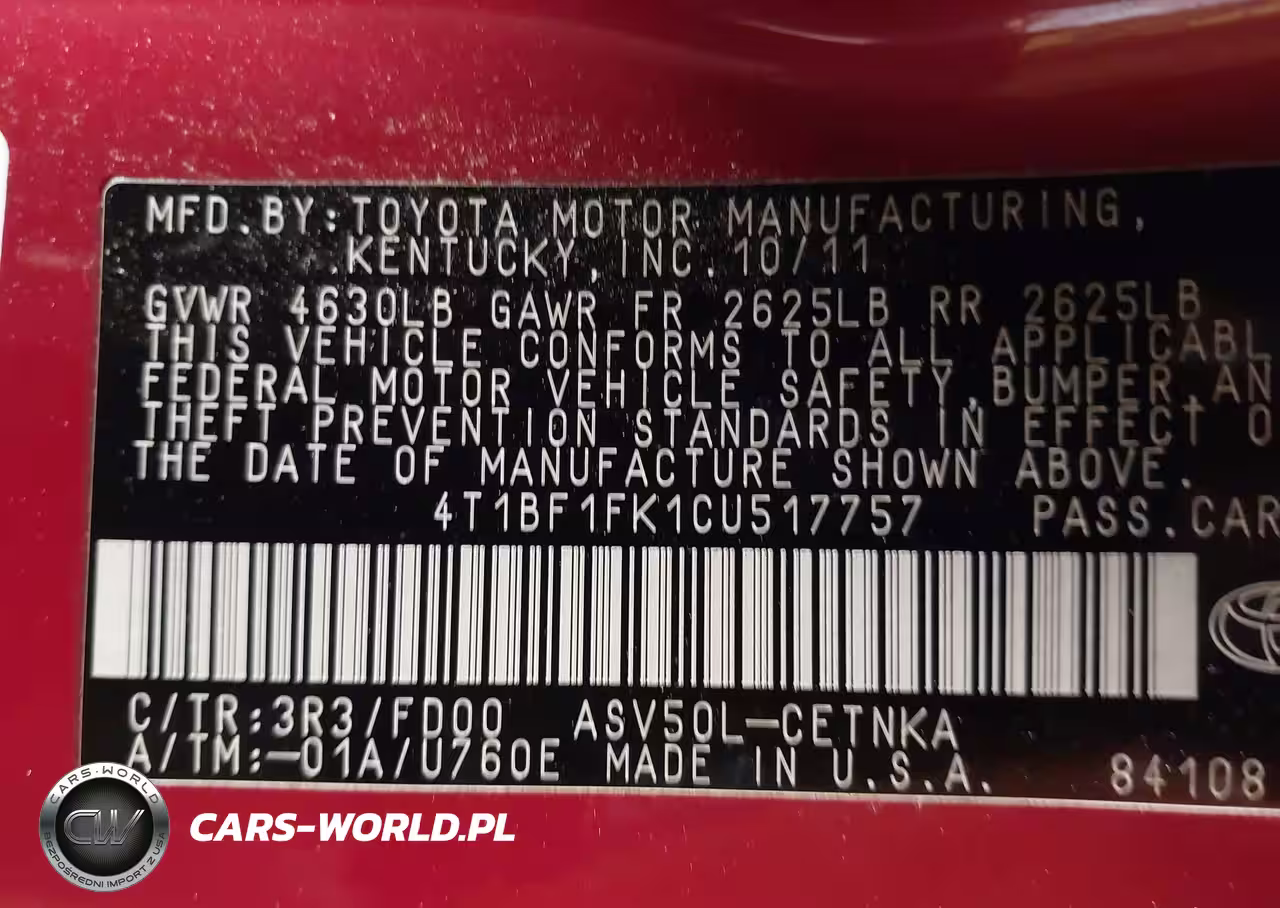 MFD.BY:TOYOTA MOTOR MANUFACTURING,
KENTUCKY, INC. 10/11
GVWR 4630LB GAWR FR 2625LB RR 2625LB
THIS VEHICLE CONFORMS TO ALL APPLICABL
FEDERAL MOTOR VEHICLE SAFETY,BUMPER,AN
THEFT PREVENTION STANDARDS IN EFFECT O
THE DATE OF MANUFACTURE SHOWN ABOVE.
4T1BF1FK1CU517757 PASS.CAR
C/TR:3R3/FD00 ASV50L-CETNKA
A/TM:-01A/U760E MADE IN U.S.A. 84108
CARS-WORLD
CW
BEZPOŚREDNI IMPORT Z USA
CARS-WORLD.PL